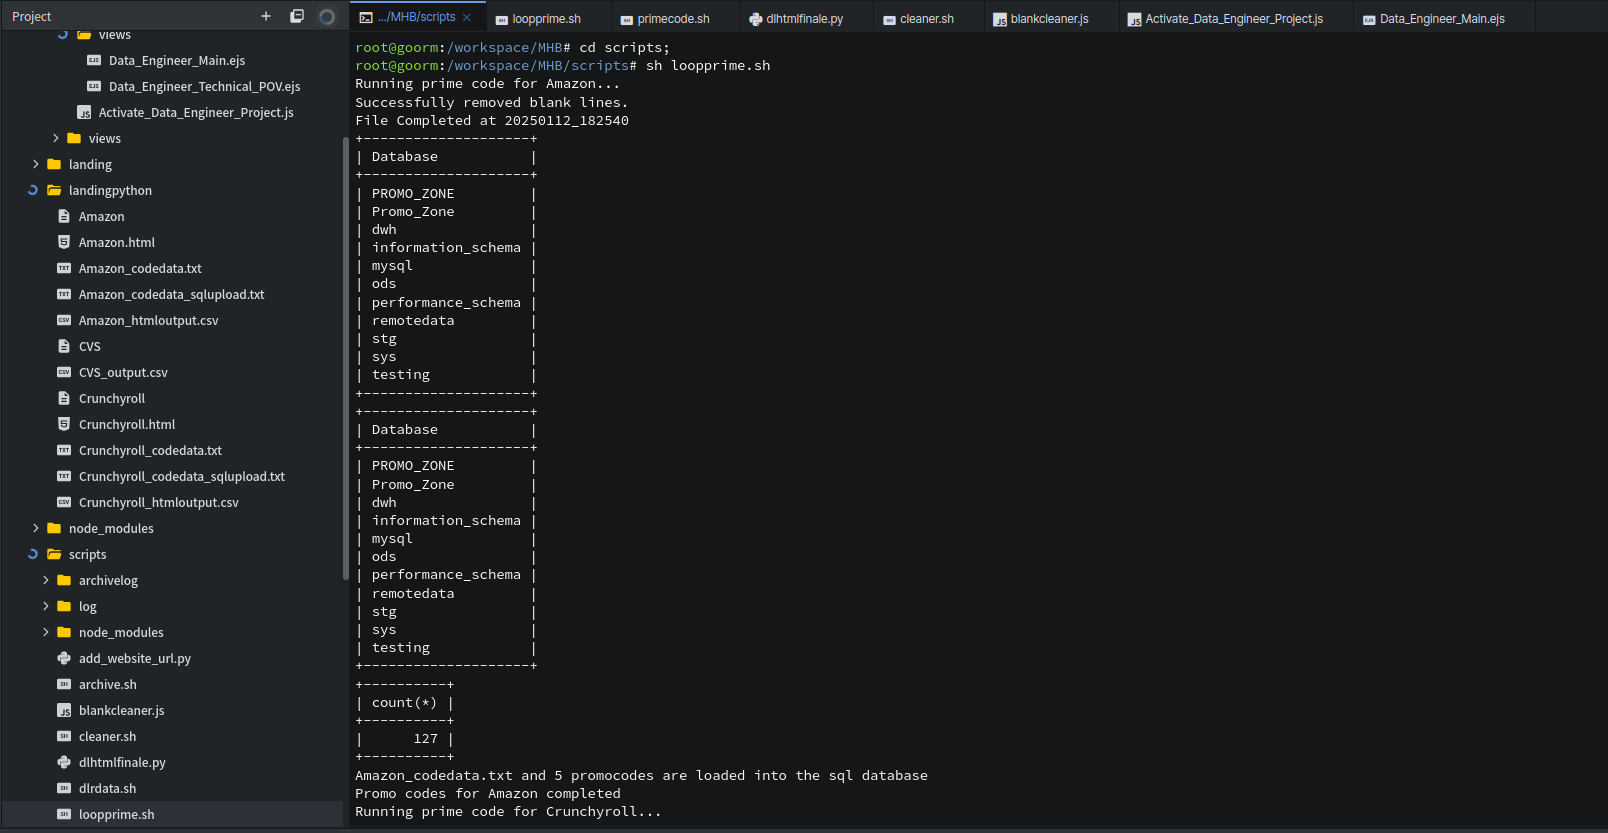 Project
.../MHB/scripts
loopprime.sh
primecode.sh
dlhtmlfinale.py
cleaner.sh
blankcleaner.js
Activate_Data_Engineer_Project.js
Data_Engineer_Main.ejs
views
Data_Engineer_Main.ejs
Data_Engineer_Technical_POV.ejs
Activate_Data_Engineer_Project.js
views
landing
landingpython
Amazon
Amazon.html
Amazon_codedata.txt
Amazon_codedata_sqlupload.txt
Amazon_htmloutput.csv
CVS
CVS_output.csv
Crunchyroll
Crunchyroll.html
Crunchyroll_codedata.txt
Crunchyroll_codedata_sqlupload.txt
Crunchyroll_htmloutput.csv
node_modules
scripts
archivelog
log
node_modules
add_website_url.py
archive.sh
blankcleaner.js
cleaner.sh
dlhtmlfinale.py
dlrdata.sh
loopprime.sh
root@goorm:/workspace/MHB# cd scripts;
root@goorm:/workspace/MHB/scripts# sh loopprime.sh
Running prime code for Amazon...
Successfully removed blank lines.
File Completed at 20250112_182540
+--------------------+
| Database           |
+--------------------+
| PROMO_ZONE         |
| Promo_Zone         |
| dwh                |
| information_schema |
| mysql              |
| ods                |
| performance_schema |
| remotedata         |
| stg                |
| sys                |
| testing            |
+--------------------+
+--------------------+
| Database           |
+--------------------+
| PROMO_ZONE         |
| Promo_Zone         |
| dwh                |
| information_schema |
| mysql              |
| ods                |
| performance_schema |
| remotedata         |
| stg                |
| sys                |
| testing            |
+--------------------+
+----------+
| count(*) |
+----------+
|      127 |
+----------+
Amazon_codedata.txt and 5 promocodes are loaded into the sql database
Promo codes for Amazon completed
Running prime code for Crunchyroll...